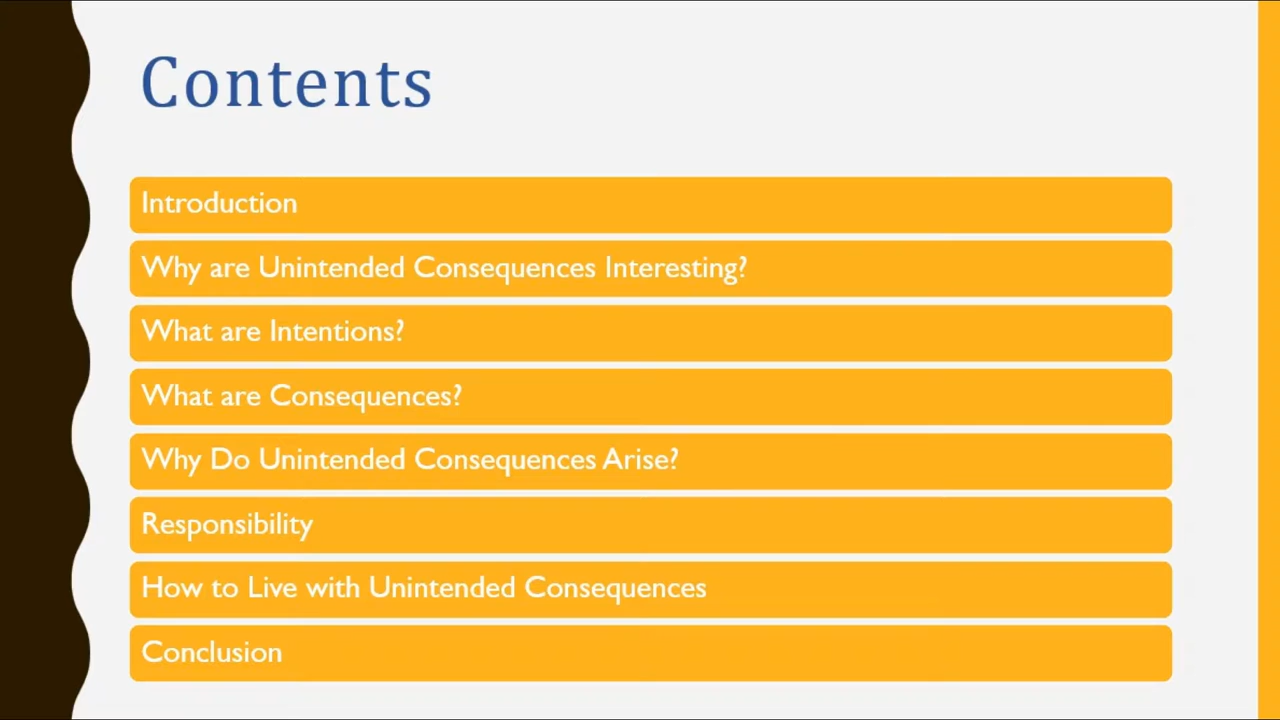 Contents
Introduction
Why are Unintended Consequences Interesting?
What are Intentions?
What are Consequences?
Why Do Unintended Consequences Arise?
Responsibility
How to Live with Unintended Consequences
Conclusion